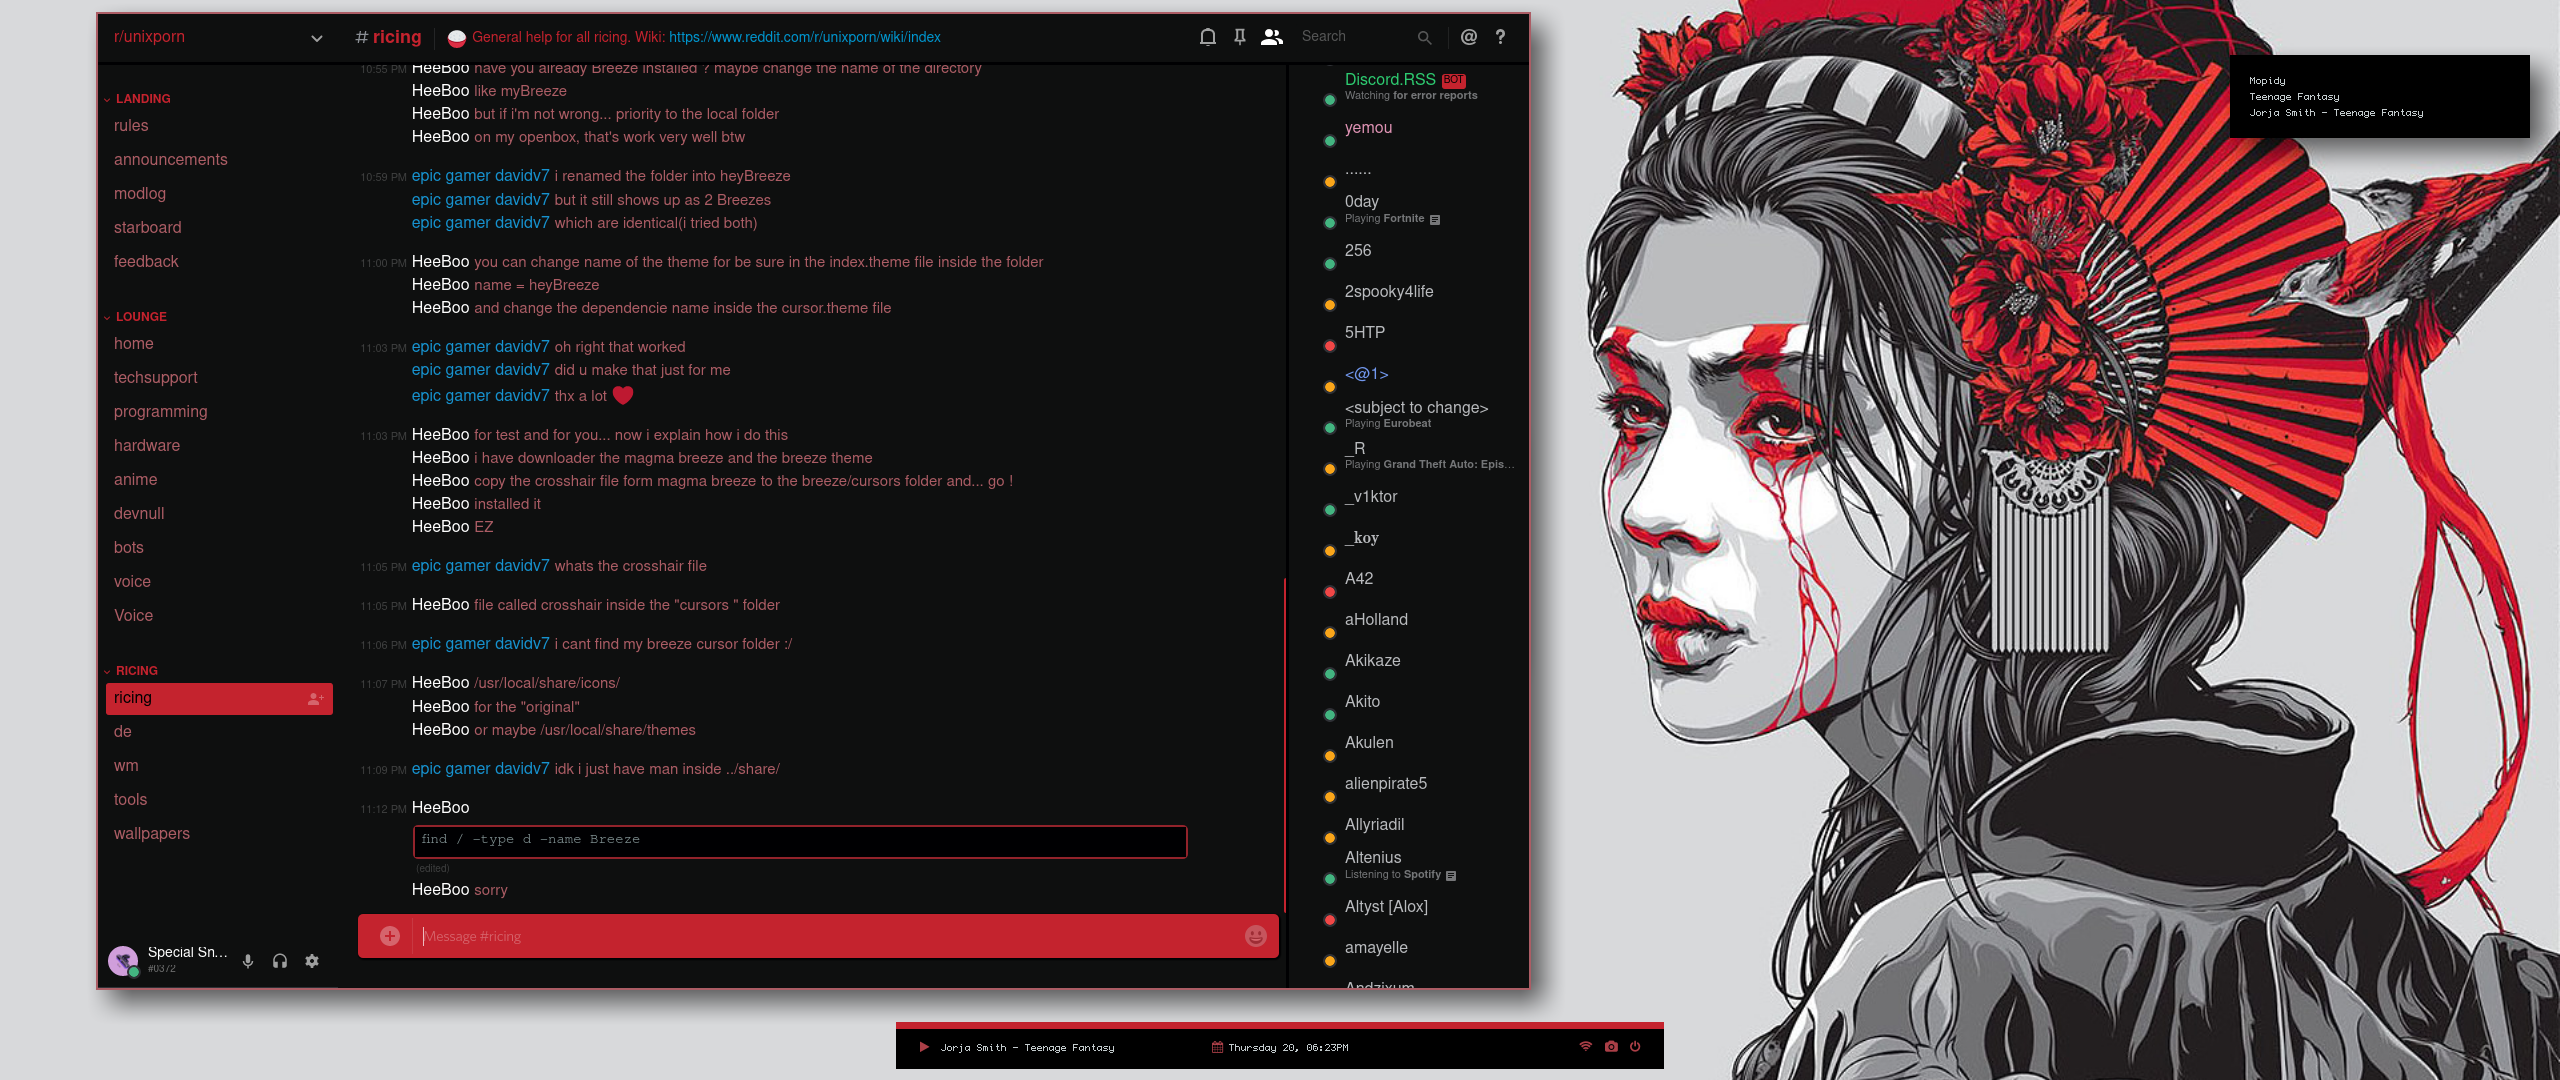 r/unixporn
# ricing
General help for all ricing. Wiki: https://www.reddit.com/r/unixporn/wiki/index
Search
@ ?
LANDING
rules
announcements
modlog
starboard
feedback
LOUNGE
home
techsupport
programming
hardware
anime
devnull
bots
voice
Voice
RICING
ricing
de
wm
tools
wallpapers
Special Sn...
#0372
10:55 PM HeeBoo have you already Breeze installed ? maybe change the name of the directory
HeeBoo like myBreeze
HeeBoo but if i'm not wrong... priority to the local folder
HeeBoo on my openbox, that's work very well btw
10:59 PM epic gamer davidv7 i renamed the folder into heyBreeze
epic gamer davidv7 but it still shows up as 2 Breezes
epic gamer davidv7 which are identical(i tried both)
11:00 PM HeeBoo you can change name of the theme for be sure in the index.theme file inside the folder
HeeBoo name = heyBreeze
HeeBoo and change the dependencie name inside the cursor.theme file
11:03 PM epic gamer davidv7 oh right that worked
epic gamer davidv7 did u make that just for me
epic gamer davidv7 thx a lot
11:03 PM HeeBoo for test and for you... now i explain how i do this
HeeBoo i have downloader the magma breeze and the breeze theme
HeeBoo copy the crosshair file form magma breeze to the breeze/cursors folder and... go !
HeeBoo installed it
HeeBoo EZ
11:05 PM epic gamer davidv7 whats the crosshair file
11:05 PM HeeBoo file called crosshair inside the "cursors " folder
11:06 PM epic gamer davidv7 i cant find my breeze cursor folder :/
11:07 PM HeeBoo /usr/local/share/icons/
HeeBoo for the "original"
HeeBoo or maybe /usr/local/share/themes
11:09 PM epic gamer davidv7 idk i just have man inside ../share/
11:12 PM HeeBoo
find / -type d -name Breeze
(edited)
HeeBoo sorry
Message #ricing
Discord.RSS BOT
Watching for error reports
yemou
......
0day
Playing Fortnite
256
2spooky4life
5HTP
<@1>
<subject to change>
Playing Eurobeat
_R
Playing Grand Theft Auto: Epis...
_v1ktor
_koy
A42
aHolland
Akikaze
Akito
Akulen
alienpirate5
Allyriadil
Altenius
Listening to Spotify
Altyst [Alox]
amayelle
Andzixum
Mopidy
Teenage Fantasy
Jorja Smith - Teenage Fantasy
Jorja Smith - Teenage Fantasy
Thursday 20, 06:23PM